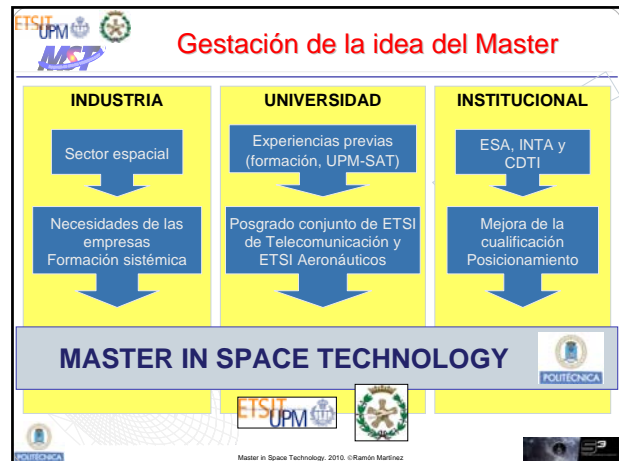 ETSIT
UPM
MST
Gestación de la idea del Master
INDUSTRIA
UNIVERSIDAD
INSTITUCIONAL
Sector espacial
Experiencias previas
(formación, UPM-SAT)
ESA, INTA y
CDTI
Necesidades de las
empresas
Formación sistémica
Posgrado conjunto de ETSI
de Telecomunicación y
ETSI Aeronáuticos
Mejora de la
cualificación
Posicionamiento
MASTER IN SPACE TECHNOLOGY
POLITÉCNICA
ETSIT
UPM
POLITÉCNICA
Master in Space Technology. 2010. ©Ramón Martínez
S3